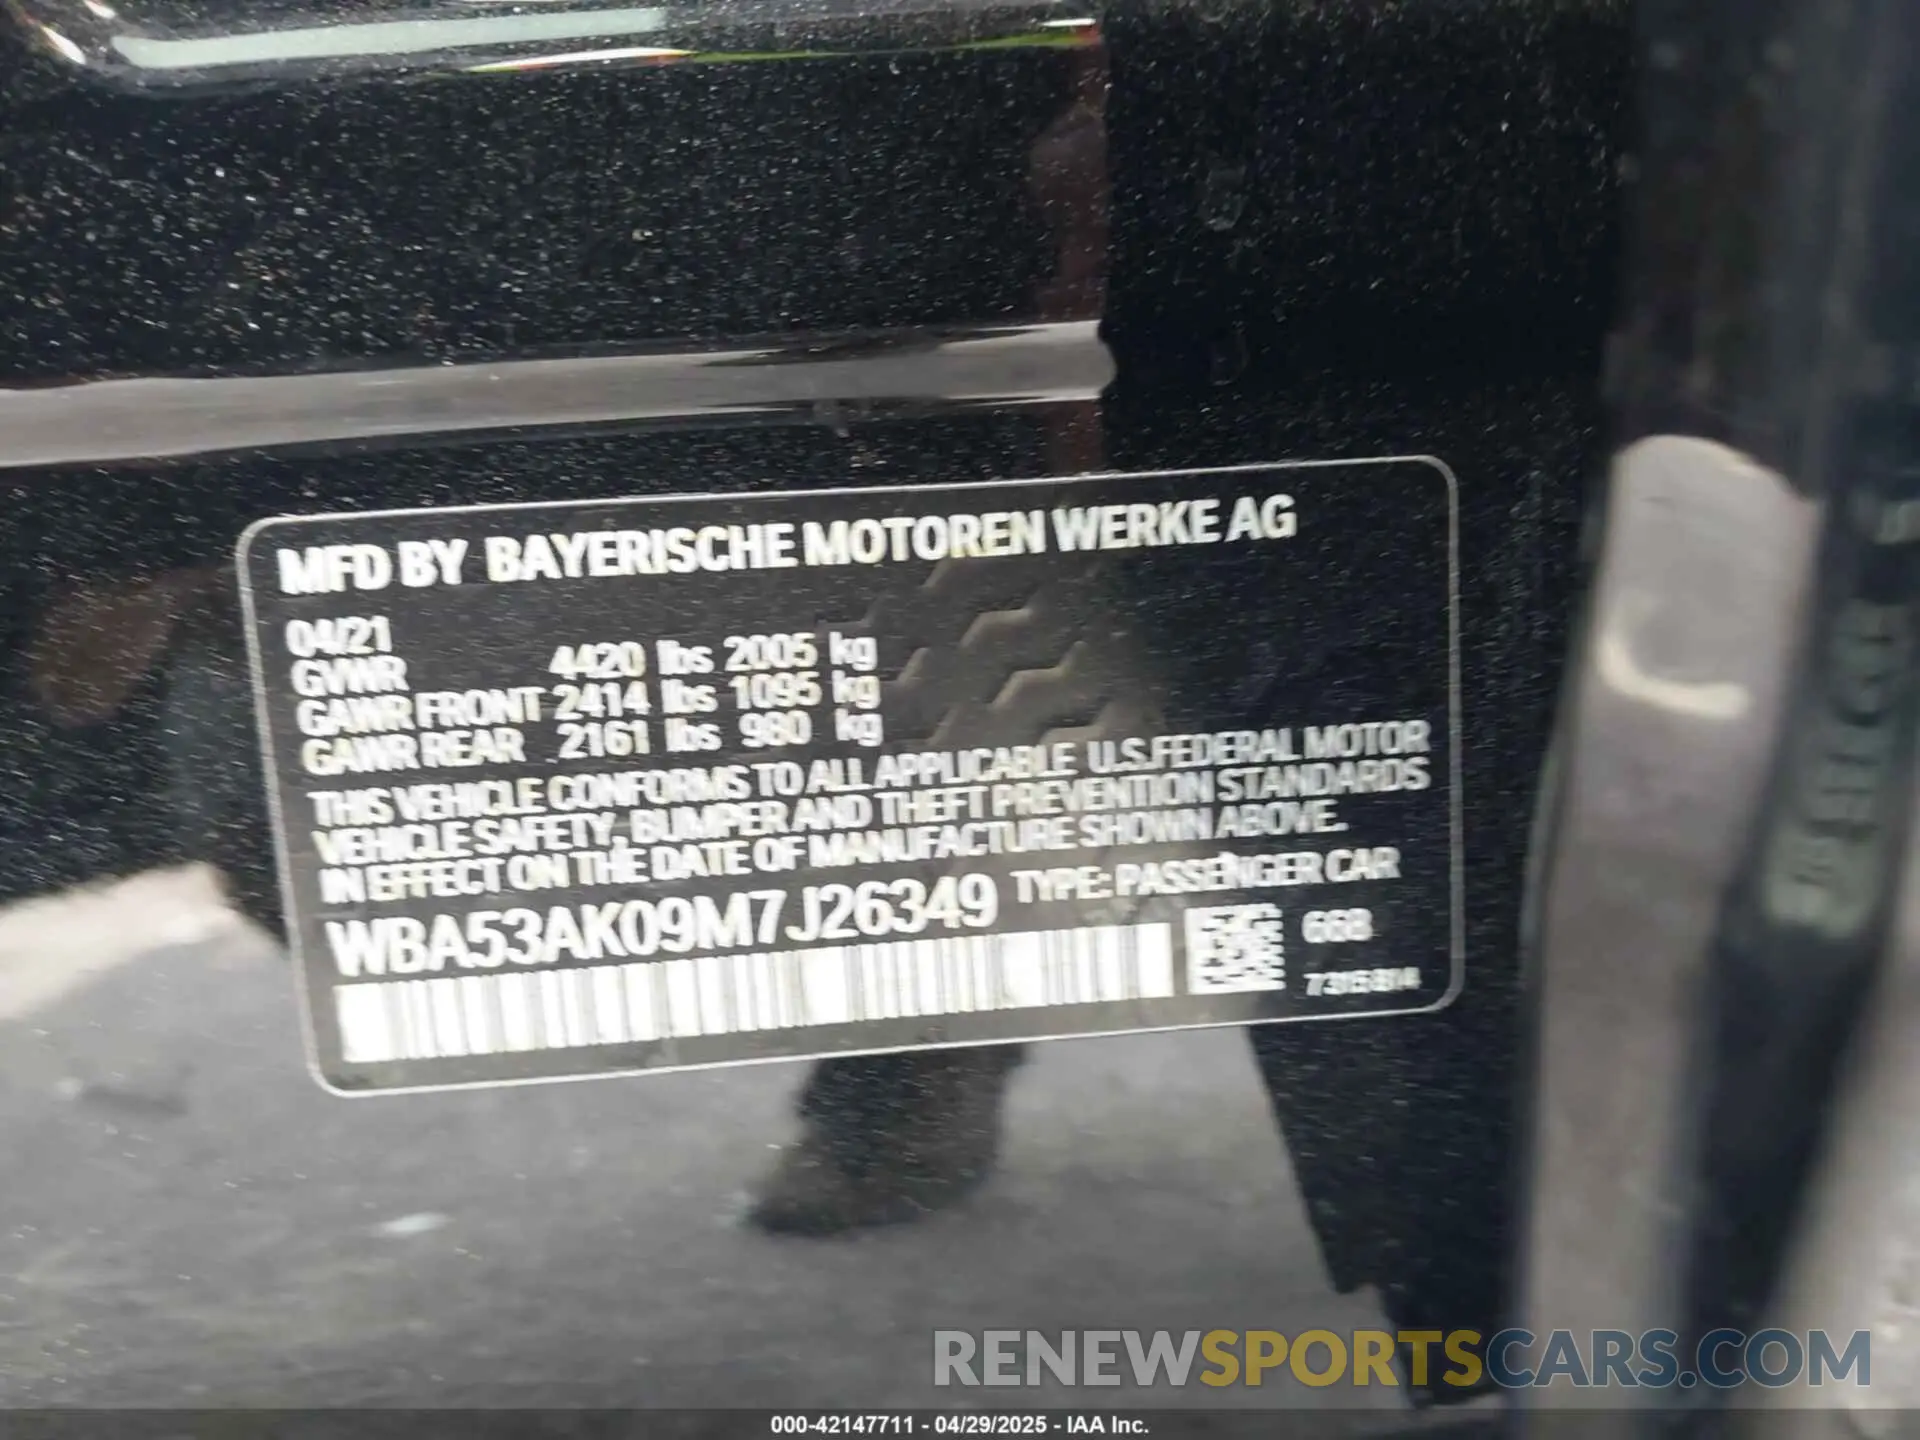 MFD BY BAYERISCHE MOTOREN WERKE AG
04/21
GVWR 4420 lbs 2005 kg
GAWR FRONT 2414 lbs 1095 kg
GAWR REAR 2161 lbs 980 kg
THIS VEHICLE CONFORMS TO ALL APPLICABLE U.S. FEDERAL MOTOR
VEHICLE SAFETY, BUMPER AND THEFT PREVENTION STANDARDS
IN EFFECT ON THE DATE OF MANUFACTURE SHOWN ABOVE.
WBA53AK09M7J26349 TYPE: PASSENGER CAR
668
7315814
RENEWSPORTSCARS.COM
000-42147711 - 04/29/2025 - IAA Inc.